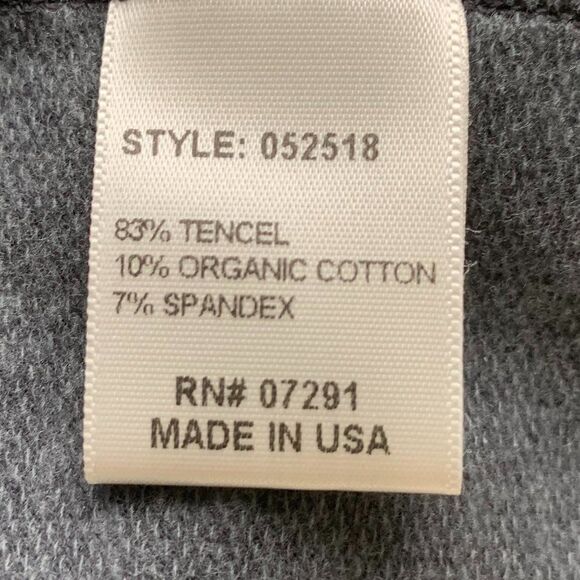 STYLE: 052518
83% TENCEL
10% ORGANIC COTTON
7% SPANDEX
RN# 07291
MADE IN USA